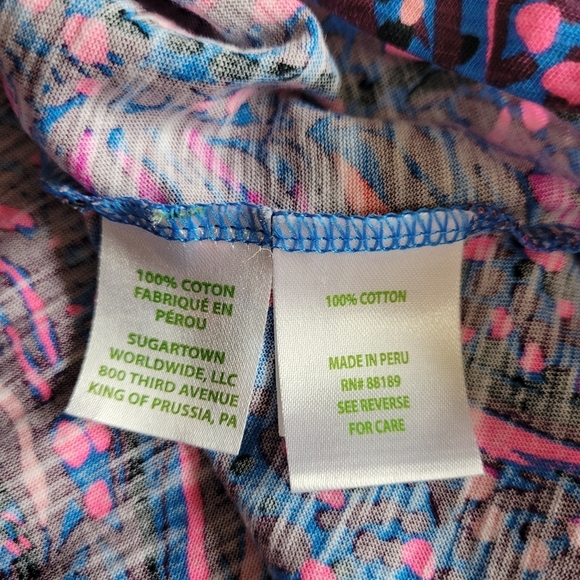 100% COTON
FABRIQUÉ EN
PÉROU
SUGARTOWN
WORLDWIDE, LLC
800 THIRD AVENUE
KING OF PRUSSIA, PA
100% COTTON
MADE IN PERU
RN# 88189
SEE REVERSE
FOR CARE